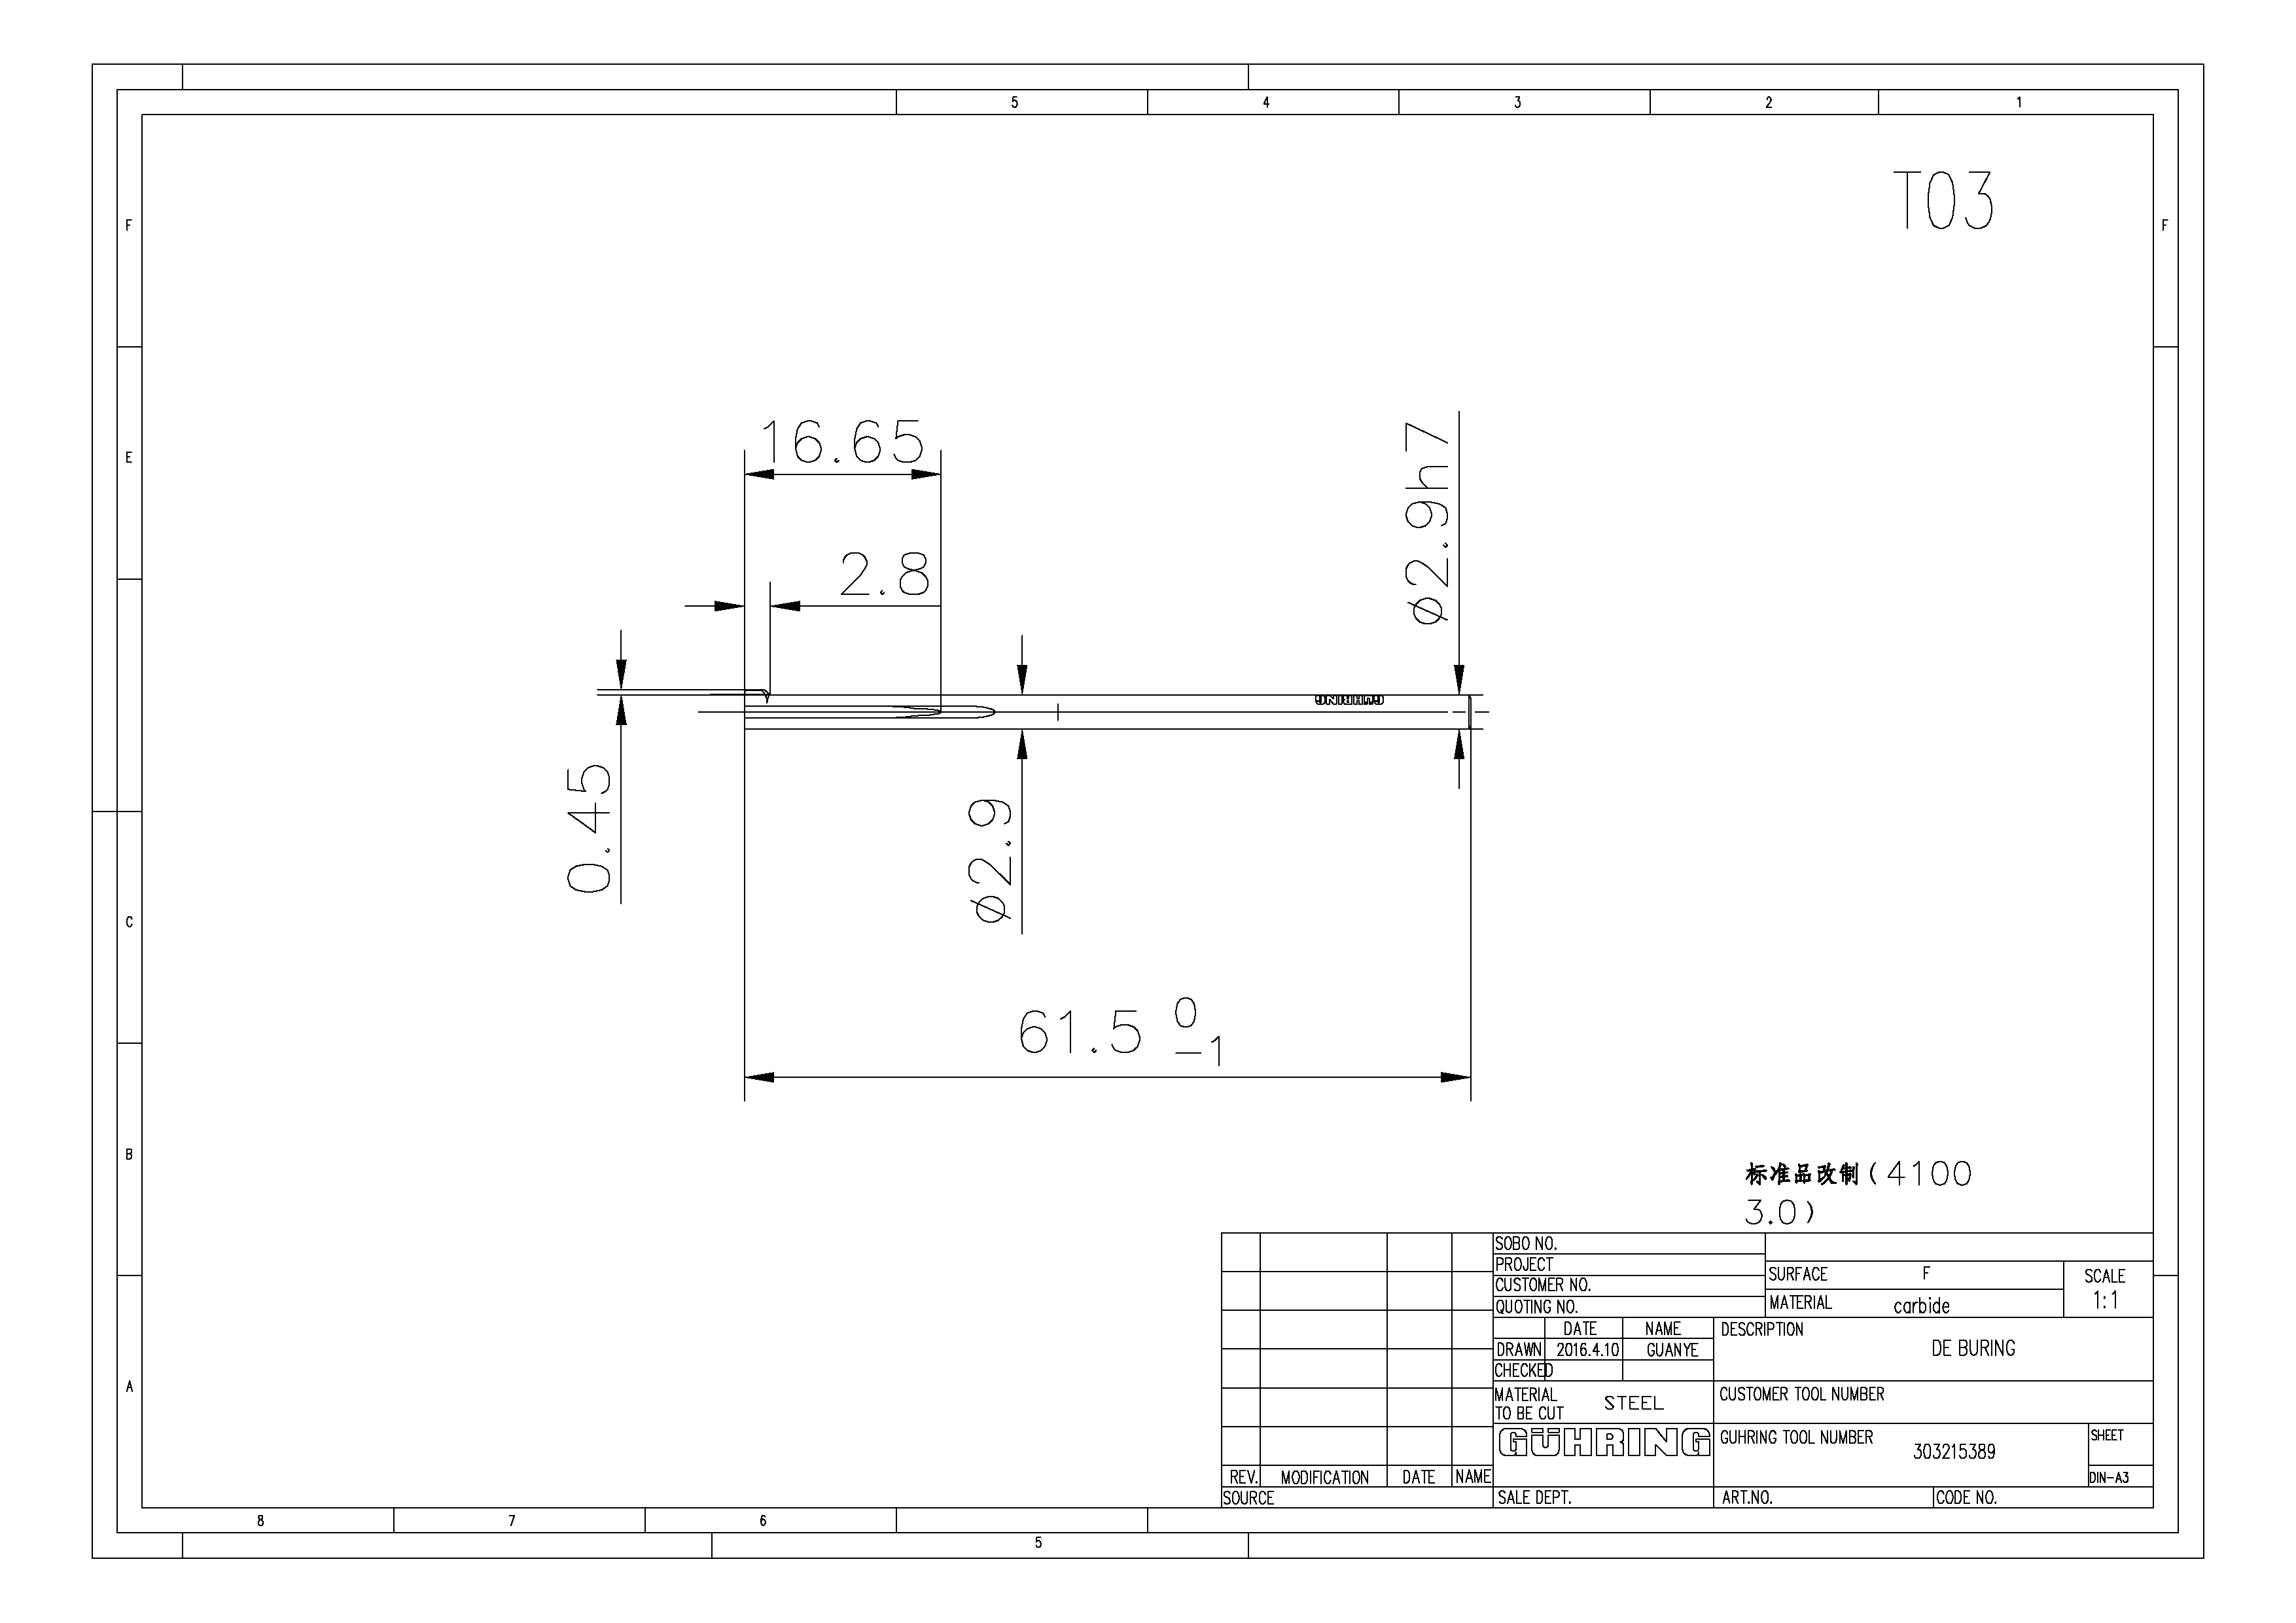 5 4 3 2 1
T03
F F
E
C
B
A
16.65
2.8
ø2.9h7
GÜHRING
0.45
ø2.9
61.5 0 -1
标准品改制(4100
3.0)
SOBO NO.
PROJECT
CUSTOMER NO.
QUOTING NO.
SURFACE F
MATERIAL carbide
SCALE
1:1
DATE NAME
DRAWN 2016.4.10 GUANYE
CHECKED
DESCRIPTION
DE BURING
MATERIAL
TO BE CUT
STEEL
CUSTOMER TOOL NUMBER
GÜHRING
GUHRING TOOL NUMBER
303215389
SHEET
DIN-A3
REV. MODIFICATION DATE NAME
SOURCE
SALE DEPT.
ART.NO.
CODE NO.
8 7 6
5